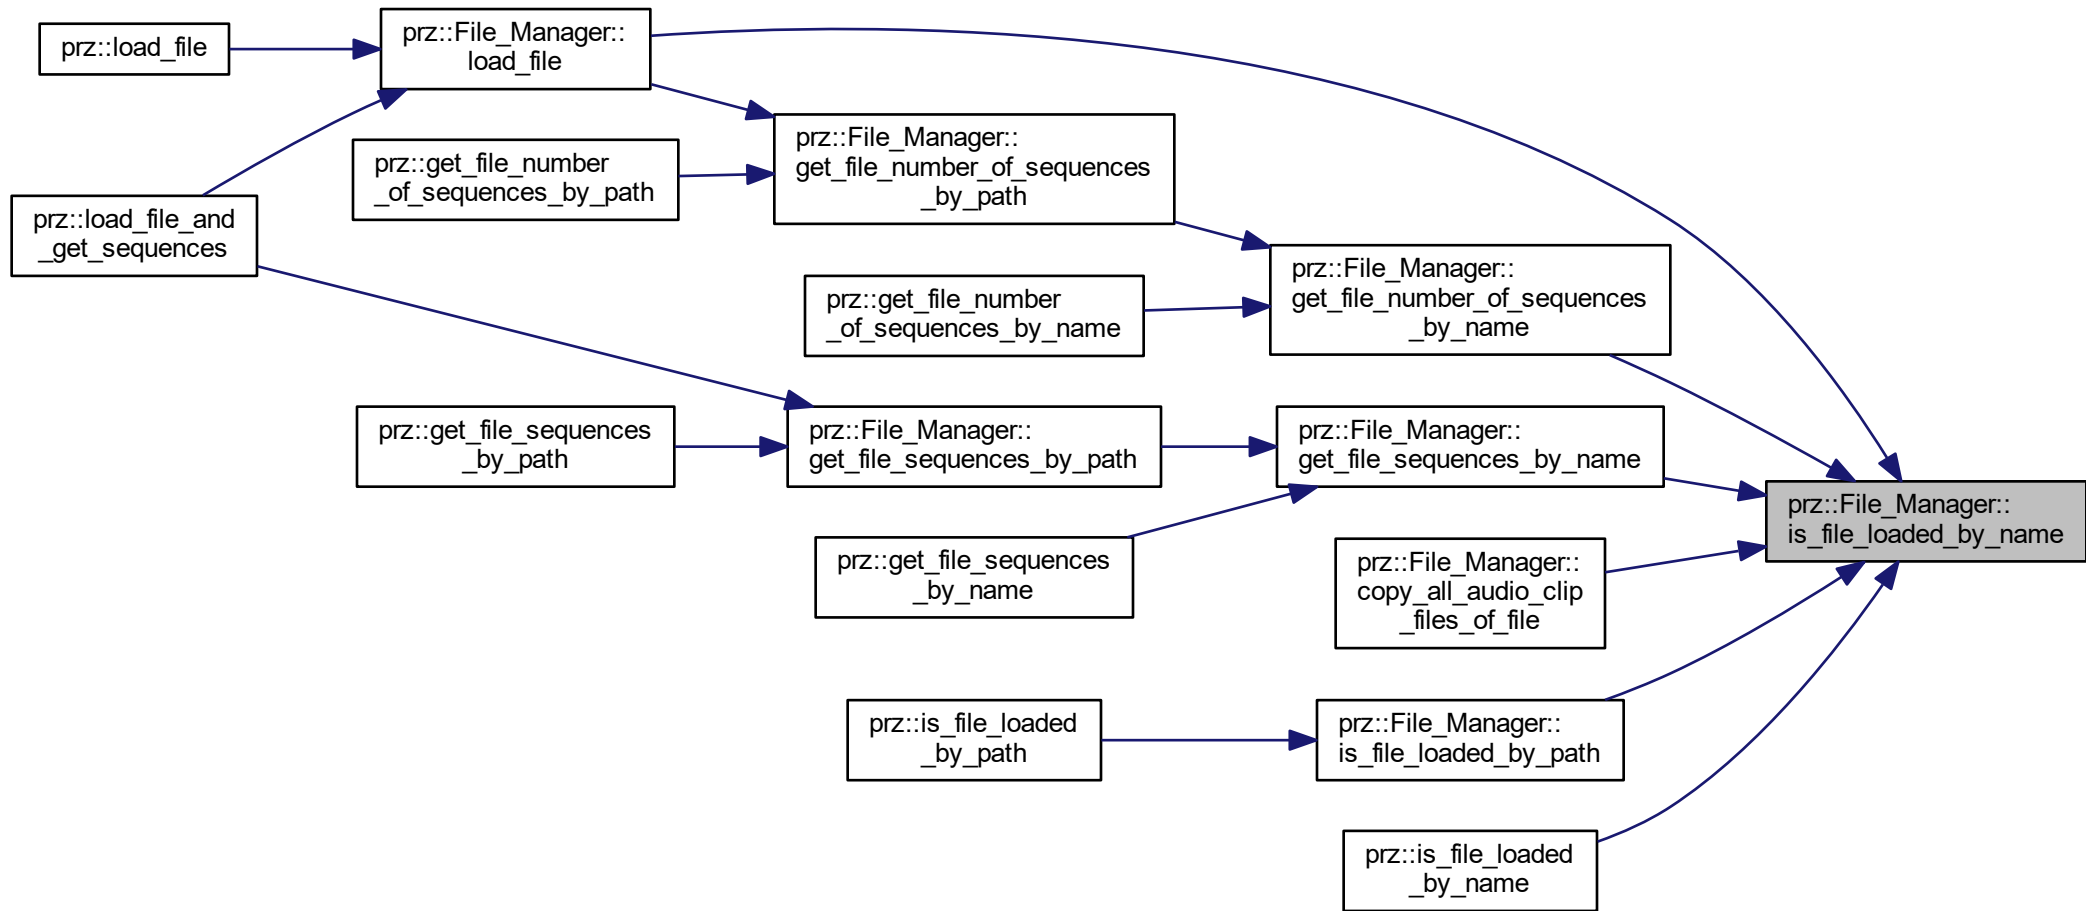 prz::load_file
prz::File_Manager::
load_file
prz::File_Manager::
get_file_number_of_sequences
_by_path
prz::get_file_number
_of_sequences_by_path
prz::load_file_and
_get_sequences
prz::File_Manager::
get_file_number_of_sequences
_by_name
prz::get_file_number
_of_sequences_by_name
prz::get_file_sequences
_by_path
prz::File_Manager::
get_file_sequences_by_path
prz::File_Manager::
get_file_sequences_by_name
prz::File_Manager::
is_file_loaded_by_name
prz::get_file_sequences
_by_name
prz::File_Manager::
copy_all_audio_clip
_files_of_file
prz::is_file_loaded
_by_path
prz::File_Manager::
is_file_loaded_by_path
prz::is_file_loaded
_by_name